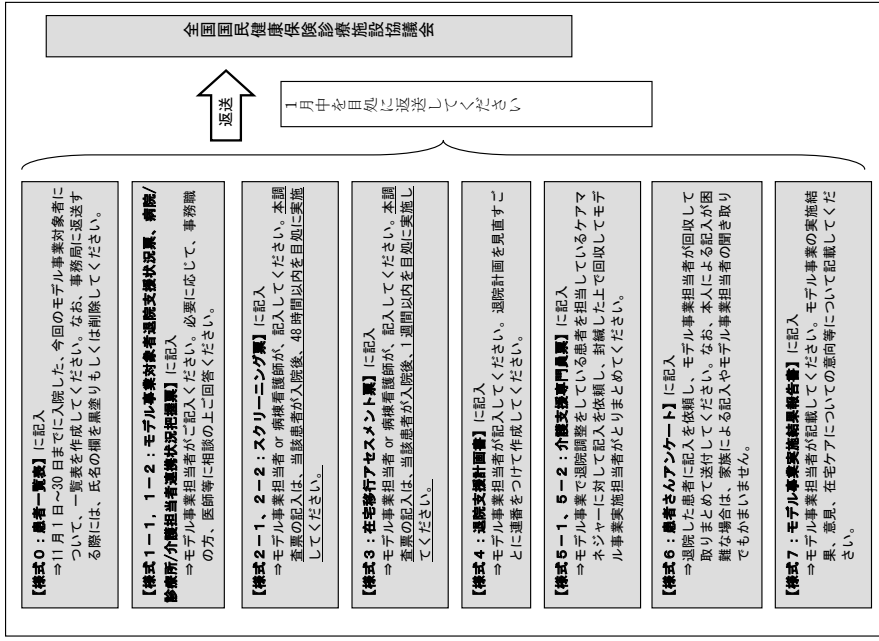 【様式０：患者一覧表】に記入
⇒11月1日～30日までに入院した、今回のモデル事業対象者に
ついて、一覧表を作成してください。なお、事務局に返送す
る際には、氏名の欄を黒塗りもしくは削除してください。
【様式１－１，１－２：モデル事業対象者退院支援状況票、病院/
診療所/介護担当者連携状況把握票】に記入
⇒モデル事業担当者がご記入ください。必要に応じて、事務職
の方、医師等に相談の上ご回答ください。
【様式２－１、２－２：スクリーニング票】に記入
⇒モデル事業担当者 or 病棟看護師が、記入してください。本調
査票の記入は、当該患者が入院後、48時間以内を目処に実施
してください。
【様式３：在宅移行アセスメント票】に記入
⇒モデル事業担当者 or 病棟看護師が、記入してください。本調
査票の記入は、当該患者が入院後、1週間以内を目処に実施し
てください。
【様式４：退院支援計画書】に記入
⇒モデル事業担当者が記入してください。退院計画を見直すご
とに連番をつけて作成してください。
【様式５－１、５－２：介護支援専門員票】に記入
⇒モデル事業で退院調整をしている患者を担当しているケアマ
ネジャーに対して記入を依頼し、封緘した上で回収してモデ
ル事業実施担当者がとりまとめてください。
【様式６：患者さんアンケート】に記入
⇒退院した患者に記入を依頼し、モデル事業担当者が回収して
取りまとめて送付してください。なお、本人による記入が困
難な場合は、家族による記入やモデル事業担当者の聞き取り
でもかまいません。
【様式７：モデル事業実施結果報告書】に記入
⇒モデル事業担当者が記載してください。モデル事業の実施結
果、意見、在宅ケアについての意向等について記載してくだ
さい。
1月中を目処に返送してください
返送
全国国民健康保険診療施設協議会